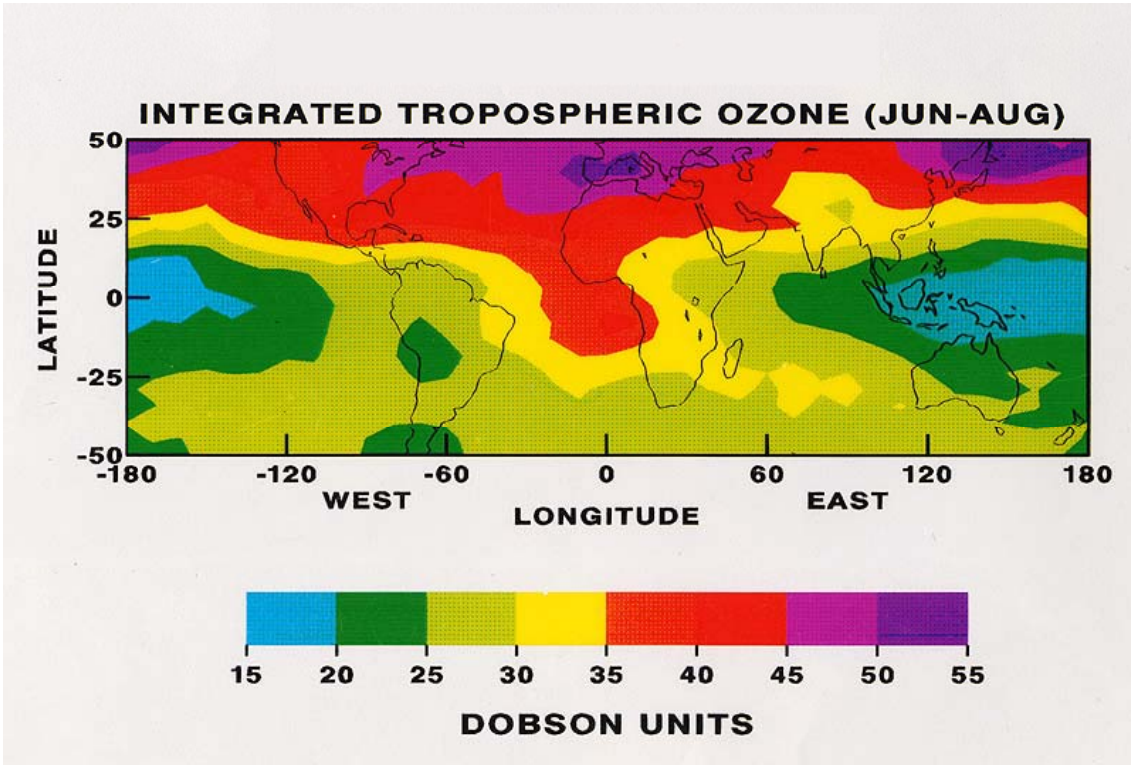 INTEGRATED TROPOSPHERIC OZONE (JUN-AUG)
50
25
0
-25
-50
LATITUDE
-180 -120 -60 0 60 120 180
WEST EAST
LONGITUDE
15 20 25 30 35 40 45 50 55
DOBSON UNITS